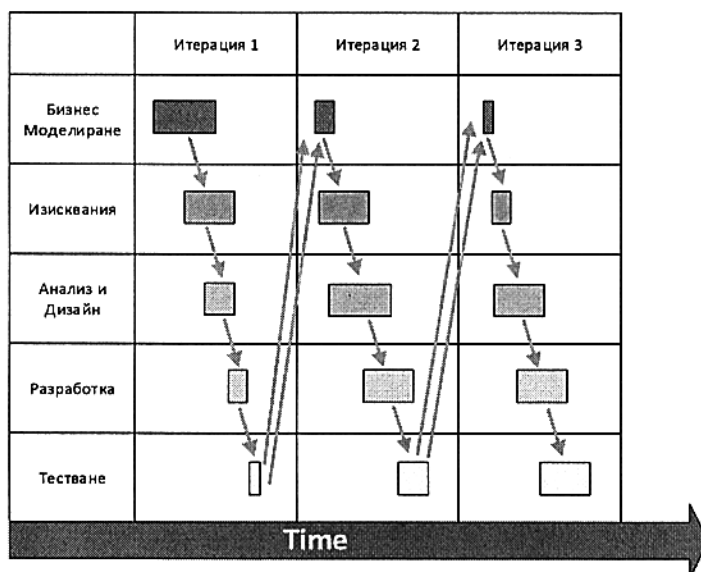 Итерация 1
Итерация 2
Итерация 3
Бизнес
Моделиране
Изисквания
Анализ и
Дизайн
Разработка
Тестване
Time